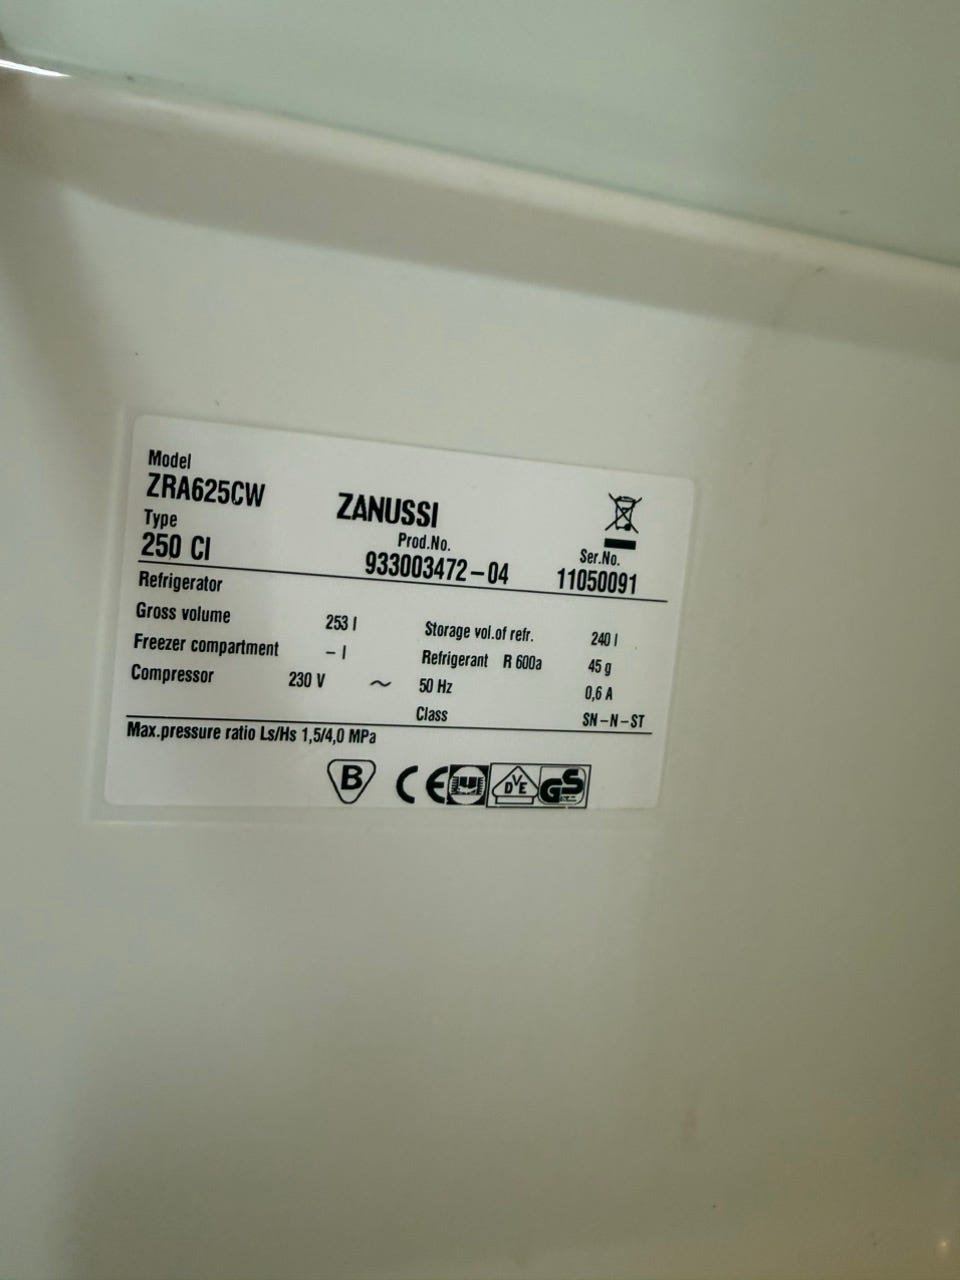 Model
ZRA625CW
ZANUSSI
Type
250 CI
Prod.No.
933003472-04
Ser.No.
11050091
Refrigerator
Gross volume 253 l Storage vol.of refr. 240 l
Freezer compartment - l Refrigerant R 600a 45 g
Compressor 230 V ~ 50 Hz 0,6 A
Class SN-N-ST
Max.pressure ratio Ls/Hs 1,5/4,0 MPa
B CE DVE GS